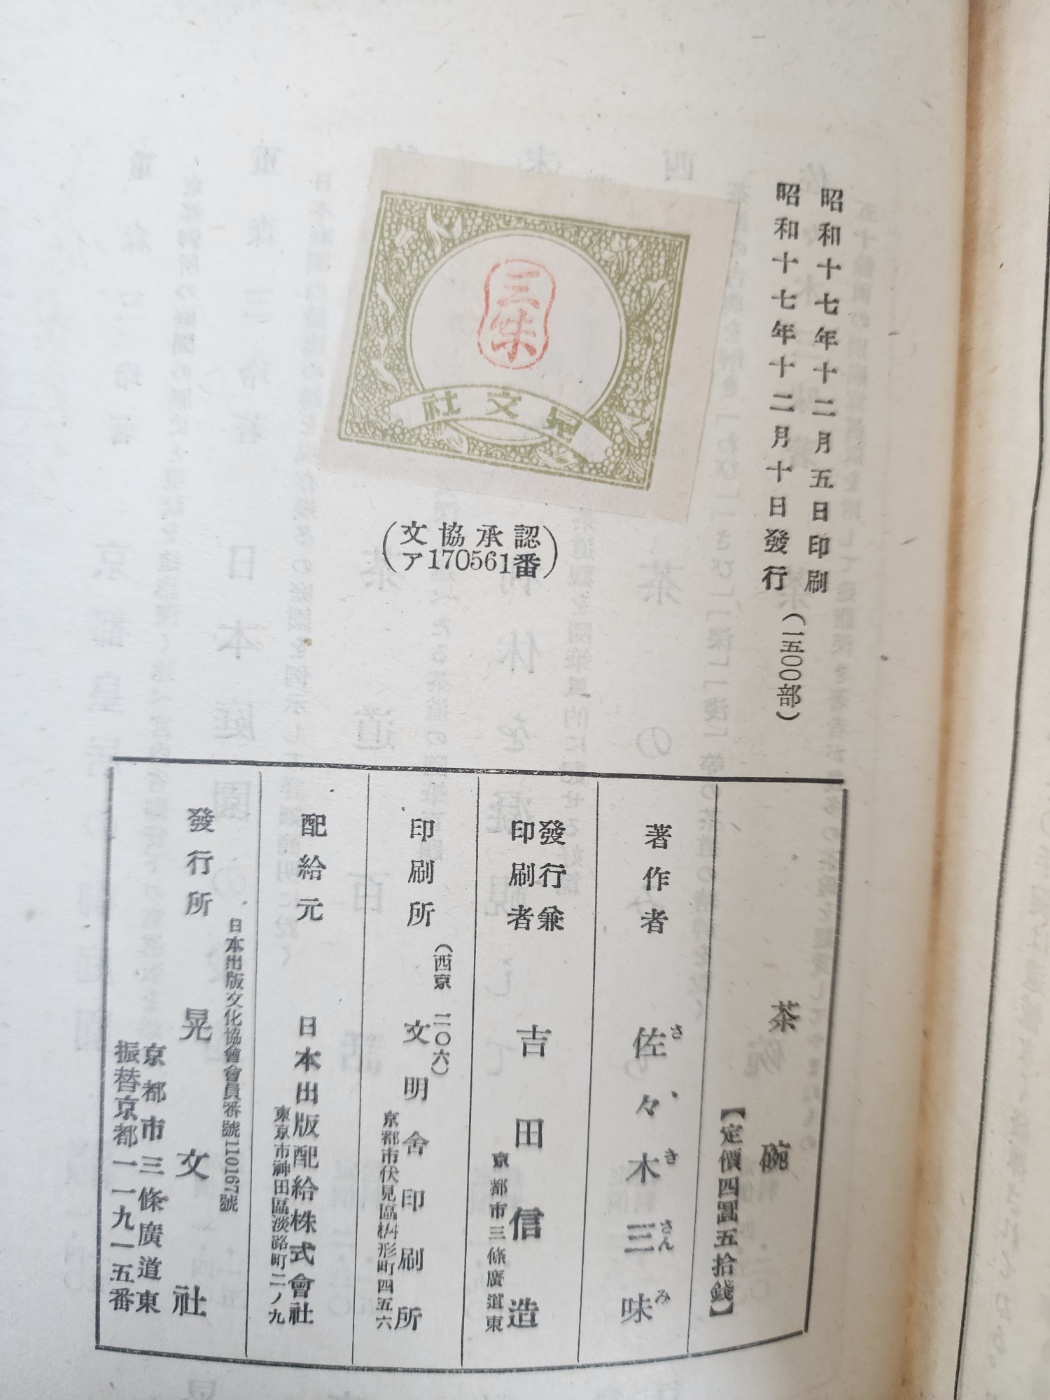 昭和十七年十二月五日印刷
昭和十七年十二月十日發行
(一五〇〇部)
三味
晃文社
(文協承認
ア170561番)
茶碗
【定價四圓五拾錢】
著作者
佐々木三味
さゝきさんみ
發行兼
印刷者
吉田信造
京都市三條廣道東
印刷所
(西京二〇六)
文明舍印刷所
京都市伏見區桝形町四五六
配給元
日本出版配給株式會社
東京市神田區淡路町二ノ九
發行所
日本出版文化協會會員番號110167號
晃文社
京都市三條廣道東
振替京都一一九一五番